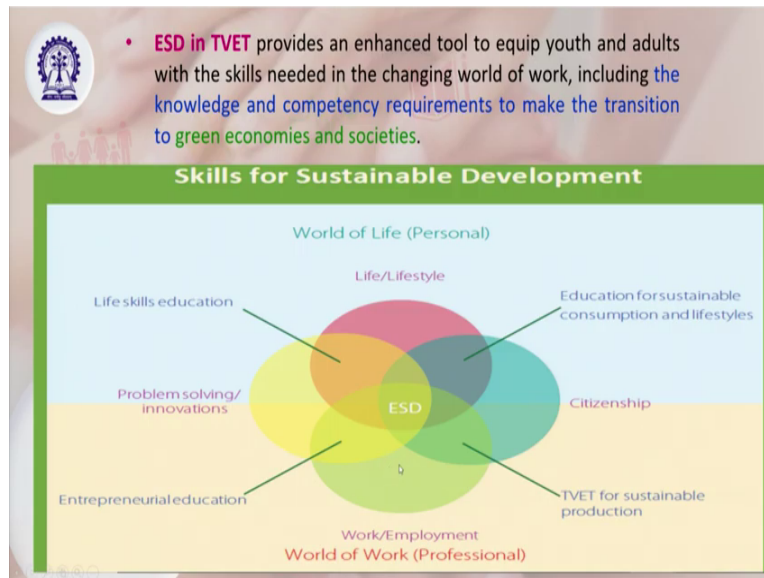 • ESD in TVET provides an enhanced tool to equip youth and adults
with the skills needed in the changing world of work, including the
knowledge and competency requirements to make the transition
to green economies and societies.
Skills for Sustainable Development
World of Life (Personal)
Life/Lifestyle
Life skills education
Education for sustainable
consumption and lifestyles
Problem solving/
innovations
ESD
Citizenship
Entrepreneurial education
TVET for sustainable
production
Work/Employment
World of Work (Professional)